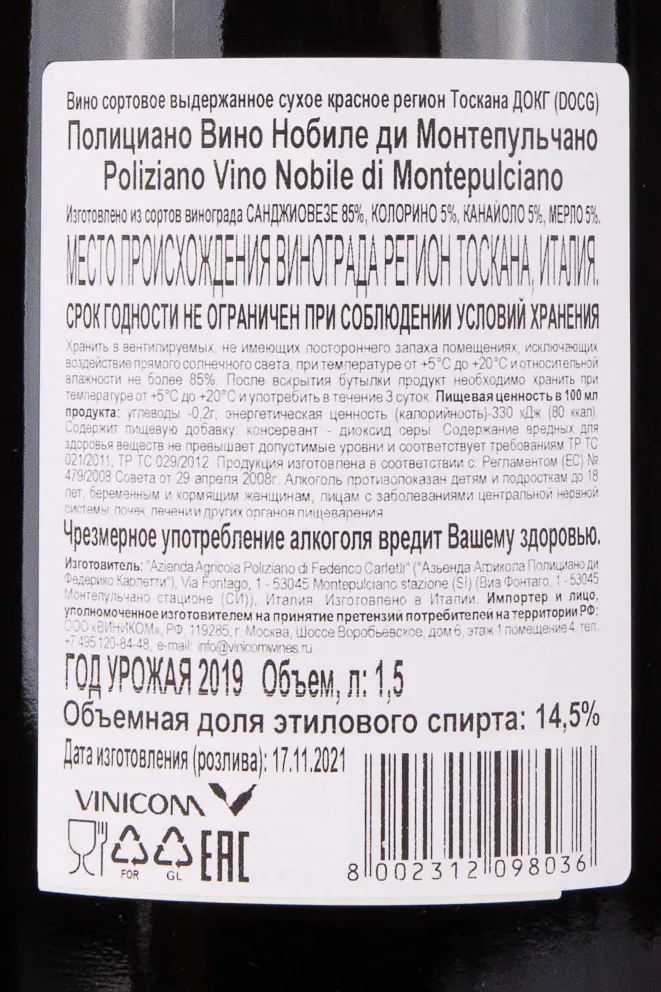 Вино сортовое выдержанное сухое красное регион Тоскана ДОКГ (DOCG)
Полициано Вино Нобиле ди Монтепульчано
Poliziano Vino Nobile di Montepulciano
Изготовлено из сортов винограда САНДЖИОВЕЗЕ 85%, КОЛОРИНО 5%, КАНАЙОЛО 5%, МЕРЛО 5%.
МЕСТО ПРОИСХОЖДЕНИЯ ВИНОГРАДА РЕГИОН ТОСКАНА, ИТАЛИЯ.
СРОК ГОДНОСТИ НЕ ОГРАНИЧЕН ПРИ СОБЛЮДЕНИИ УСЛОВИЙ ХРАНЕНИЯ
Хранить в вентилируемых, не имеющих постороннего запаха помещениях, исключающих
воздействие прямого солнечного света, при температуре от +5°C до +20°C и относительной
влажности не более 85%. После вскрытия бутылки продукт необходимо хранить при
температуре от +5°C до +20°C и употребить в течение 3 суток. Пищевая ценность в 100 мл
продукта: углеводы -0,2г; энергетическая ценность (калорийность)-330 кДж (80 ккал).
Содержит пищевую добавку: консервант - диоксид серы. Содержание вредных для
здоровья веществ не превышает допустимые уровни и соответствует требованиям ТР ТС
021/2011, ТР ТС 029/2012. Продукция изготовлена в соответствии с: Регламентом (ЕС) №
479/2008 Совета от 29 апреля 2008г. Алкоголь противопоказан детям и подросткам до 18
лет, беременным и кормящим женщинам, лицам с заболеваниями центральной нервной
системы, почек, печени и других органов пищеварения.
Чрезмерное употребление алкоголя вредит Вашему здоровью.
Изготовитель: "Azienda Agricola Poliziano di Federico Carletti" ("Азьенда Агрикола Полициано ди
Федерико Карлетти"), Via Fontago, 1 - 53045 Montepulciano stazione (SI) (Виа Фонтаго, 1 - 53045
Монтепульчано стационе (СИ)), Италия. Изготовлено в Италии. Импортер и лицо,
уполномоченное изготовителем на принятие претензий потребителей на территории РФ:
ООО «ВИНИКОМ», РФ, 119285, г. Москва, Шоссе Воробьевское, дом 6, этаж 1 помещение 4, тел.
+7 495 120-84-48, e-mail: info@vinicomwines.ru
ГОД УРОЖАЯ 2019 Объем, л: 1,5
Объемная доля этилового спирта: 14,5%
Дата изготовления (розлива): 17.11.2021
VINICOM
FOR GL EAC
8 002312 098036